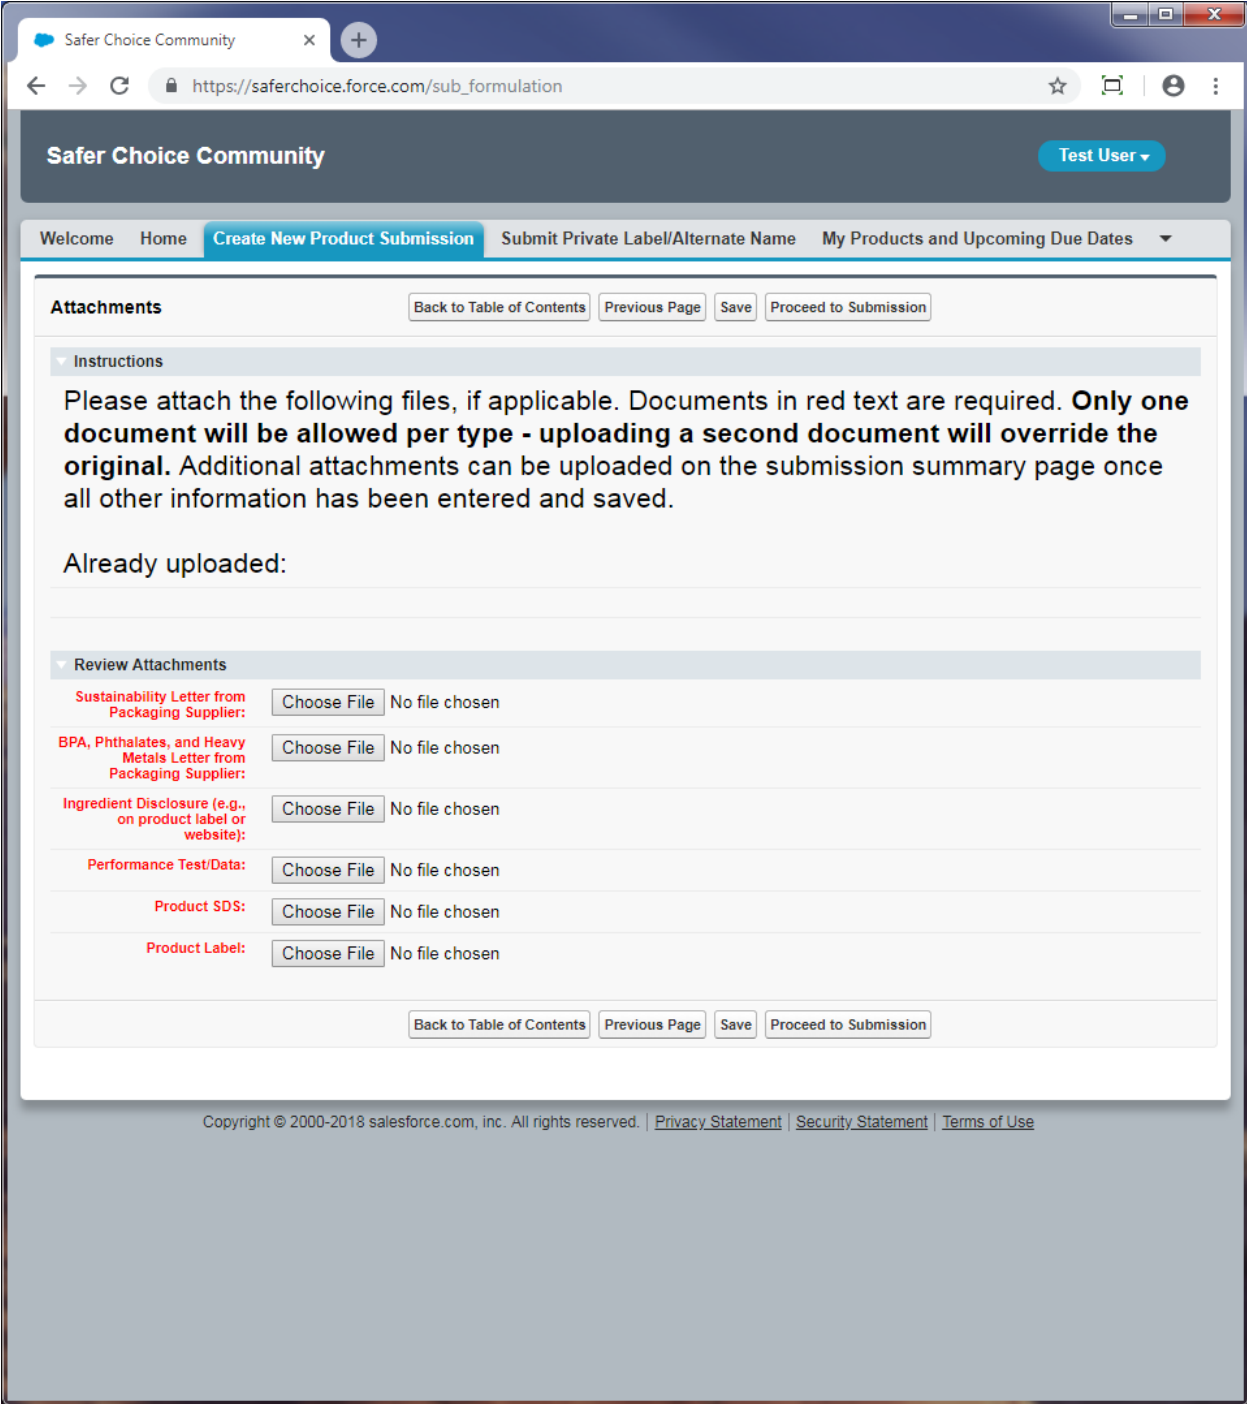 Safer Choice Community
https://saferchoice.force.com/sub_formulation
Safer Choice Community
Test User
Welcome Home Create New Product Submission Submit Private Label/Alternate Name My Products and Upcoming Due Dates
Attachments Back to Table of Contents Previous Page Save Proceed to Submission
Instructions
Please attach the following files, if applicable. Documents in red text are required. Only one
document will be allowed per type - uploading a second document will override the
original. Additional attachments can be uploaded on the submission summary page once
all other information has been entered and saved.
Already uploaded:
Review Attachments
Sustainability Letter from
Packaging Supplier:
Choose File No file chosen
BPA, Phthalates, and Heavy
Metals Letter from
Packaging Supplier:
Choose File No file chosen
Ingredient Disclosure (e.g.,
on product label or
website):
Choose File No file chosen
Performance Test/Data: Choose File No file chosen
Product SDS: Choose File No file chosen
Product Label: Choose File No file chosen
Back to Table of Contents Previous Page Save Proceed to Submission
Copyright © 2000-2018 salesforce.com, inc. All rights reserved. | Privacy Statement | Security Statement | Terms of Use